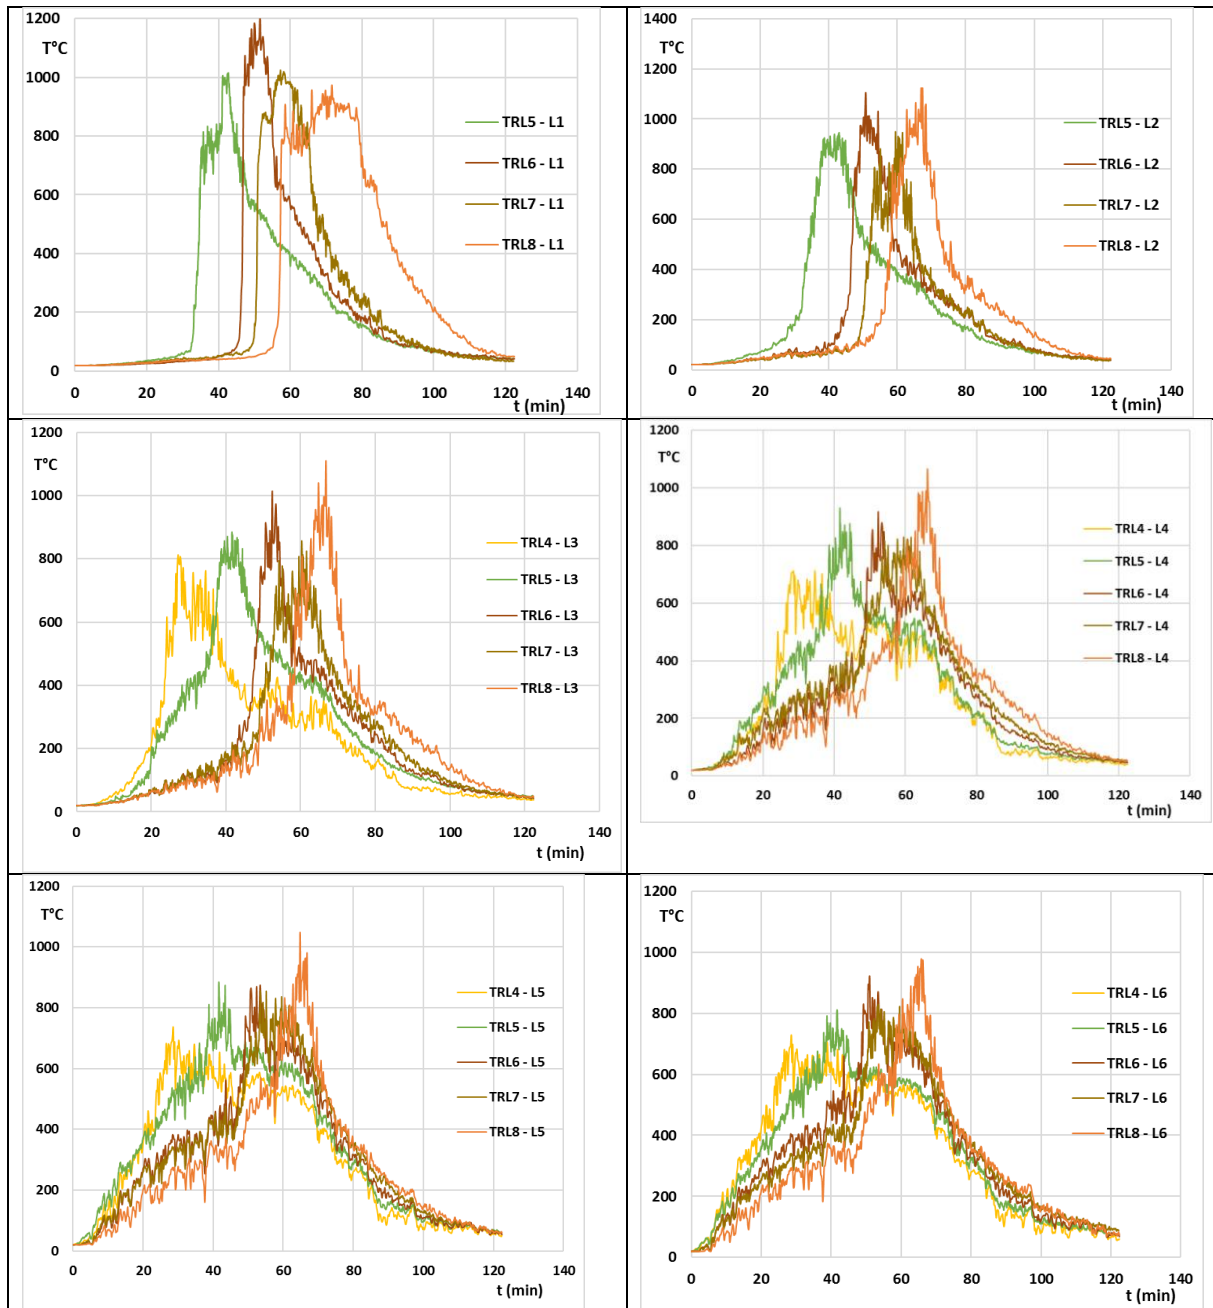 1200
T°C
1000
800
600
400
200
0
0 20 40 60 80 100 120 140
t (min)
TRL5 - L1
TRL6 - L1
TRL7 - L1
TRL8 - L1
1400
T°C
1200
1000
800
600
400
200
0
0 20 40 60 80 100 120 140
t (min)
TRL5 - L2
TRL6 - L2
TRL7 - L2
TRL8 - L2
1200
T°C
1000
800
600
400
200
0
0 20 40 60 80 100 120 140
t (min)
TRL4 - L3
TRL5 - L3
TRL6 - L3
TRL7 - L3
TRL8 - L3
1200
T°C
1000
800
600
400
200
0
0 20 40 60 80 100 120 140
t (min)
TRL4 - L4
TRL5 - L4
TRL6 - L4
TRL7 - L4
TRL8 - L4
1200
T°C
1000
800
600
400
200
0
0 20 40 60 80 100 120 140
t (min)
TRL4 - L5
TRL5 - L5
TRL6 - L5
TRL7 - L5
TRL8 - L5
1200
T°C
1000
800
600
400
200
0
0 20 40 60 80 100 120 140
t (min)
TRL4 - L6
TRL5 - L6
TRL6 - L6
TRL7 - L6
TRL8 - L6